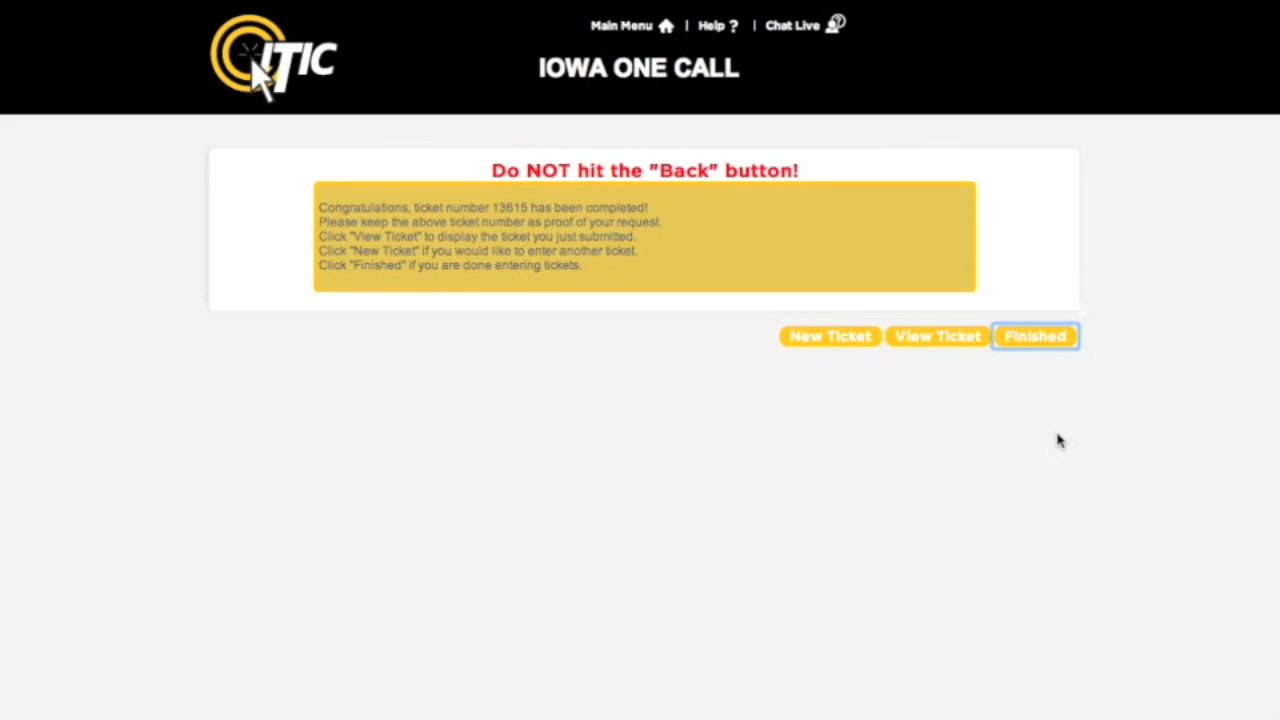 ITIC
Main Menu | Help ? | Chat Live
IOWA ONE CALL
Do NOT hit the "Back" button!
Congratulations, ticket number 13615 has been completed!
Please keep the above ticket number as proof of your request.
Click "View Ticket" to display the ticket you just submitted.
Click "New Ticket" if you would like to enter another ticket.
Click "Finished" if you are done entering tickets.
New Ticket View Ticket Finished